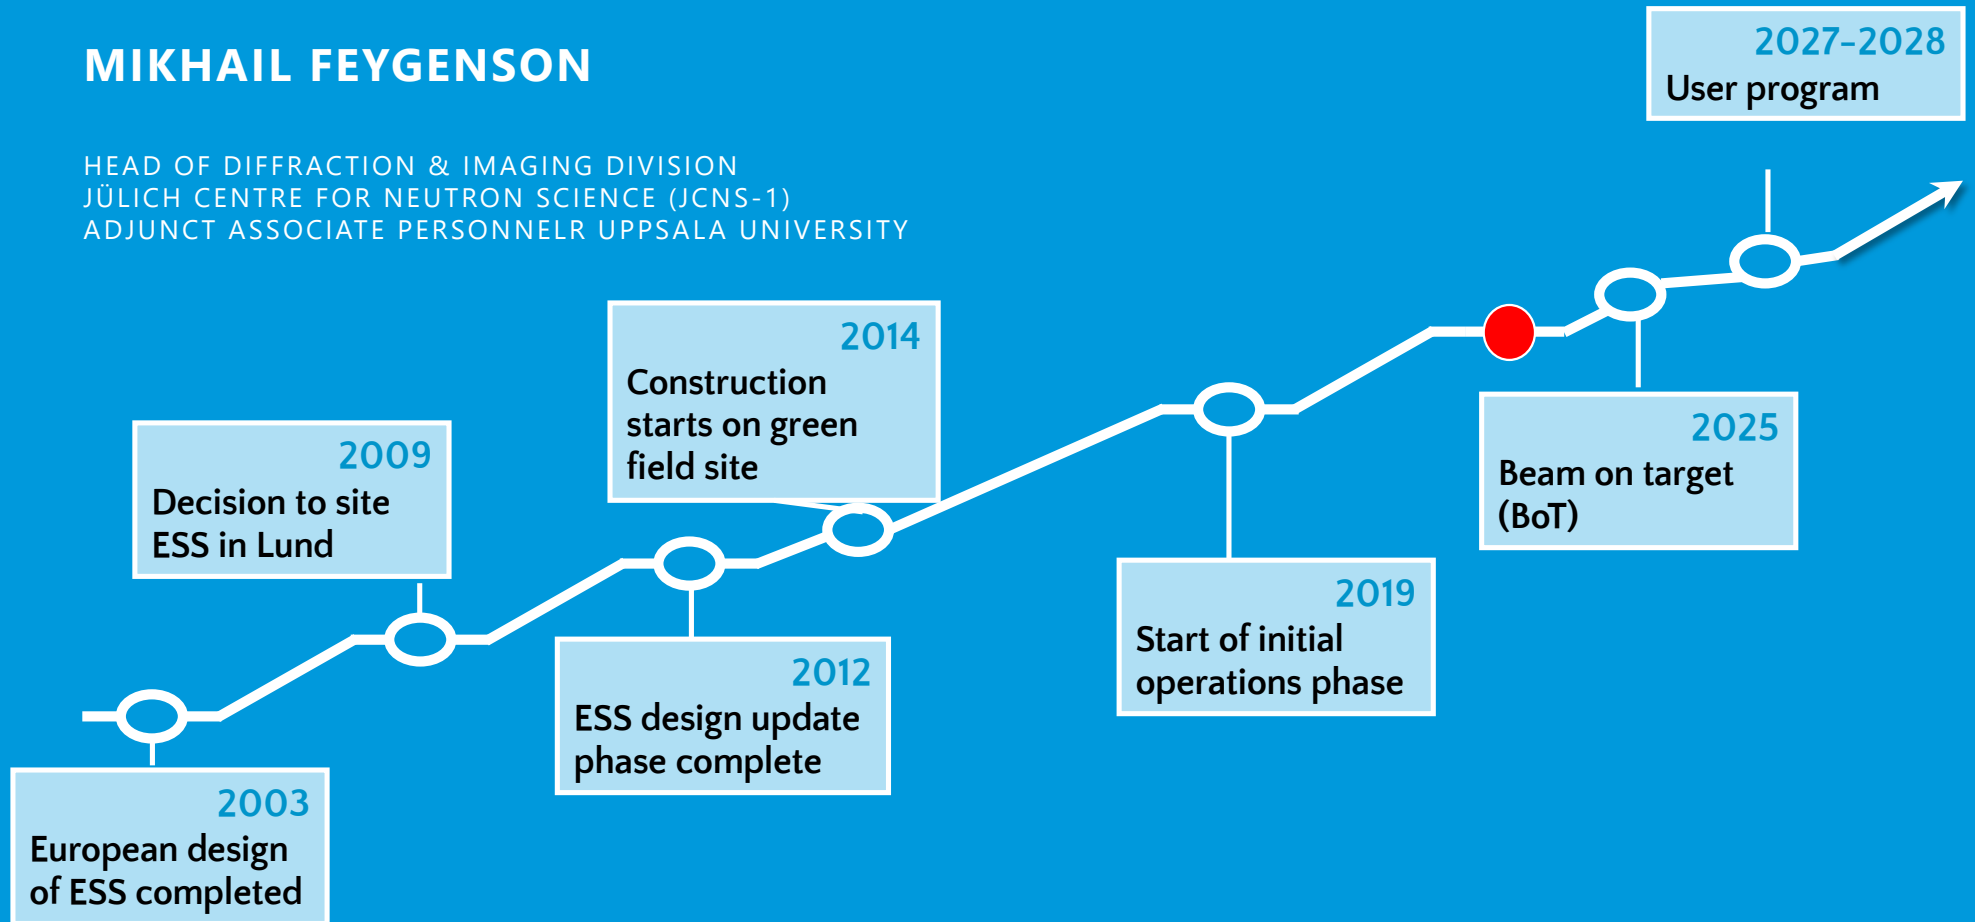 MIKHAIL FEYGENSON
HEAD OF DIFFRACTION & IMAGING DIVISION
JÜLICH CENTRE FOR NEUTRON SCIENCE (JCNS-1)
ADJUNCT ASSOCIATE PERSONNELR UPPSALA UNIVERSITY
2003
European design
of ESS completed
2009
Decision to site
ESS in Lund
2012
ESS design update
phase complete
2014
Construction
starts on green
field site
2019
Start of initial
operations phase
2025
Beam on target
(BoT)
2027-2028
User program